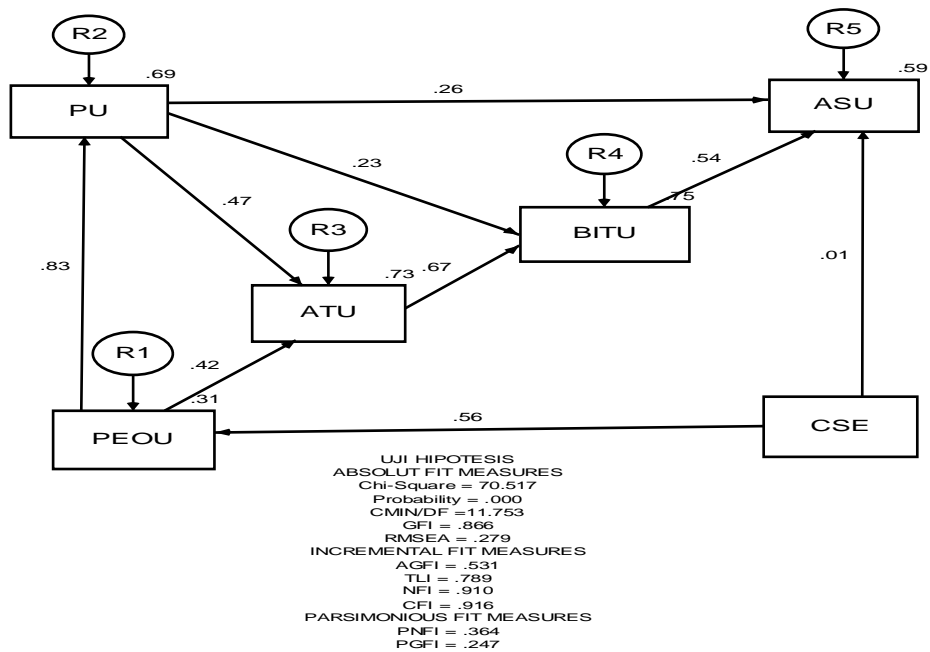 R2
R5
.69
.59
PU
.26
ASU
R4
.23
.54
.75
.47
BITU
R3
.83
.73
.67
.01
ATU
R1
.42
.31
PEOU
.56
CSE
UJI HIPOTESIS
ABSOLUT FIT MEASURES
Chi-Square = 70.517
Probability = .000
CMIN/DF =11.753
GFI = .866
RMSEA = .279
INCREMENTAL FIT MEASURES
AGFI = .531
TLI = .789
NFI = .910
CFI = .916
PARSIMONIOUS FIT MEASURES
PNFI = .364
PGFI = .247